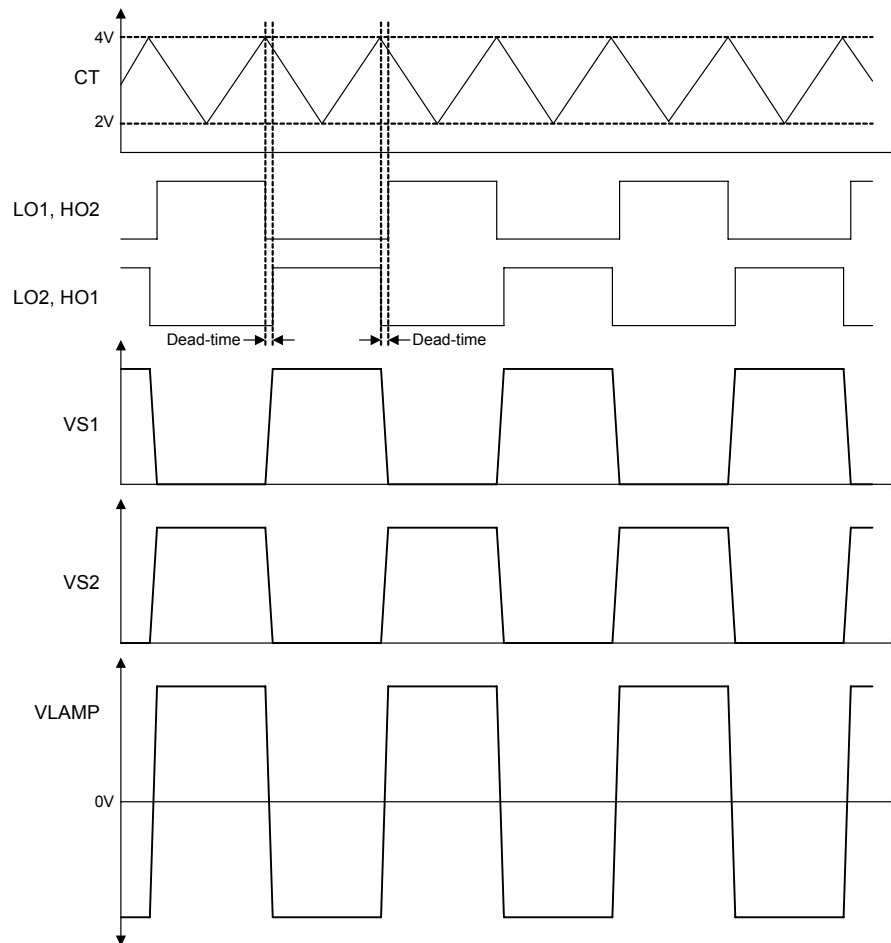 4V
CT
2V
LO1, HO2
LO2, HO1
Dead-time
Dead-time
VS1
VS2
VLAMP
0V